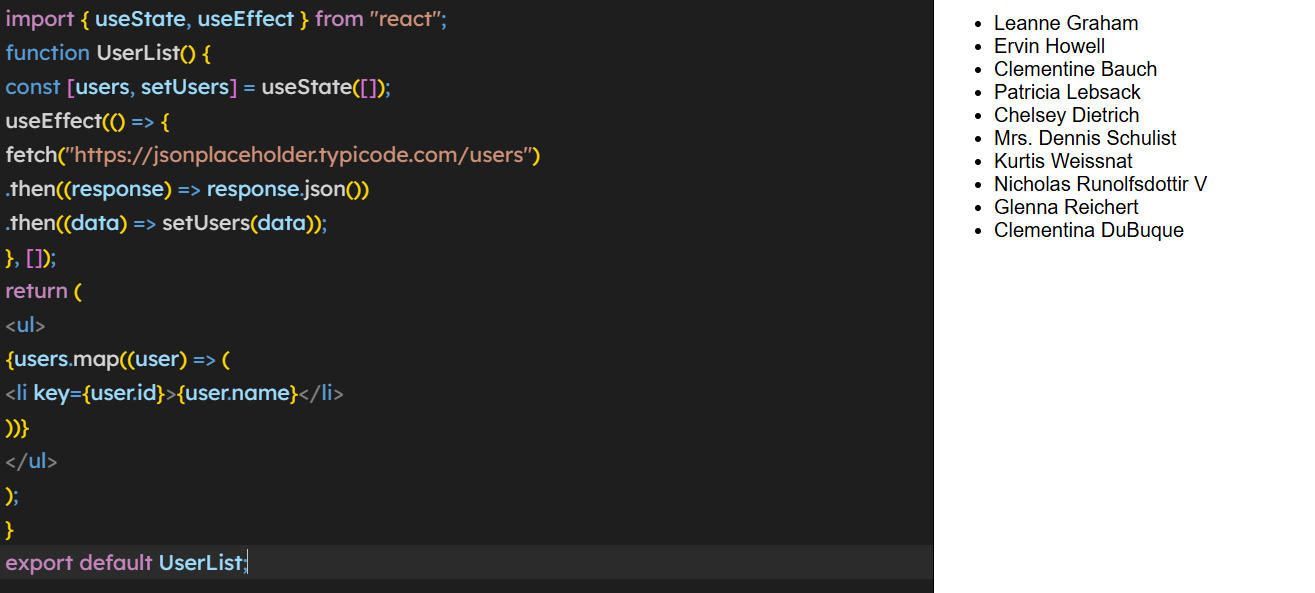 import { useState, useEffect } from "react";
function UserList() {
const [users, setUsers] = useState([]);
useEffect(() => {
fetch("https://jsonplaceholder.typicode.com/users")
.then((response) => response.json())
.then((data) => setUsers(data));
}, []);
return (
<ul>
{users.map((user) => (
<li key={user.id}>{user.name}</li>
))}
</ul>
);
}
export default UserList;
• Leanne Graham
• Ervin Howell
• Clementine Bauch
• Patricia Lebsack
• Chelsey Dietrich
• Mrs. Dennis Schulist
• Kurtis Weissnat
• Nicholas Runolfsdottir V
• Glenna Reichert
• Clementina DuBuque